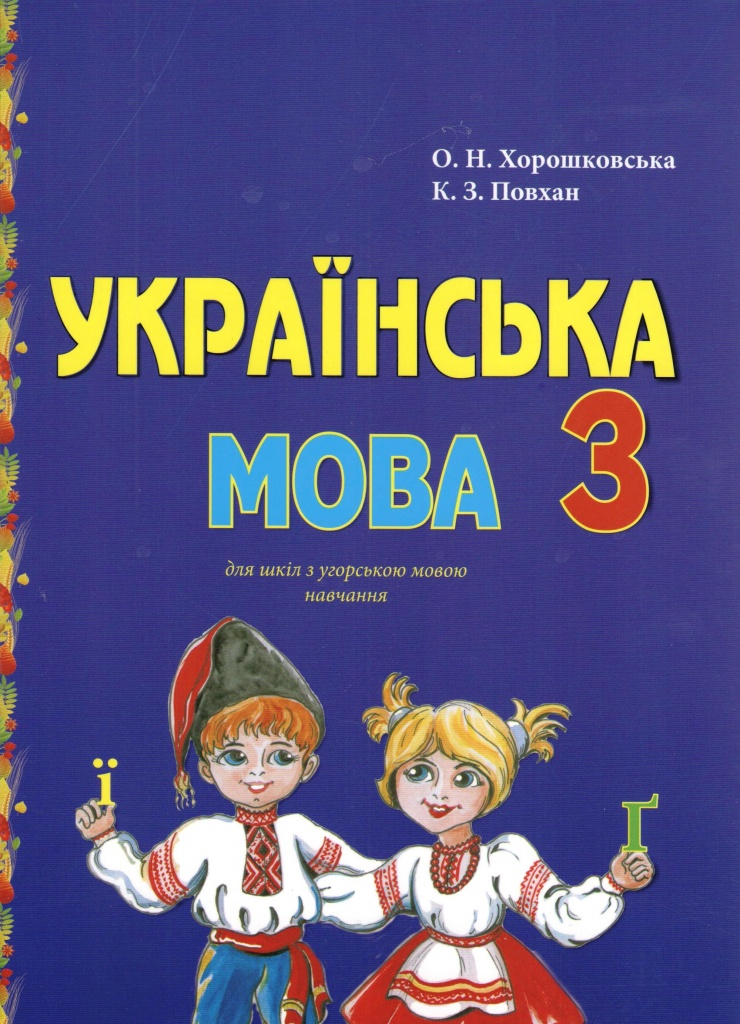 О. Н. Хорошковська
К. З. Повхан
УКРАЇНСЬКА
МОВА 3
для шкіл з угорською мовою
навчання
ї
ґ